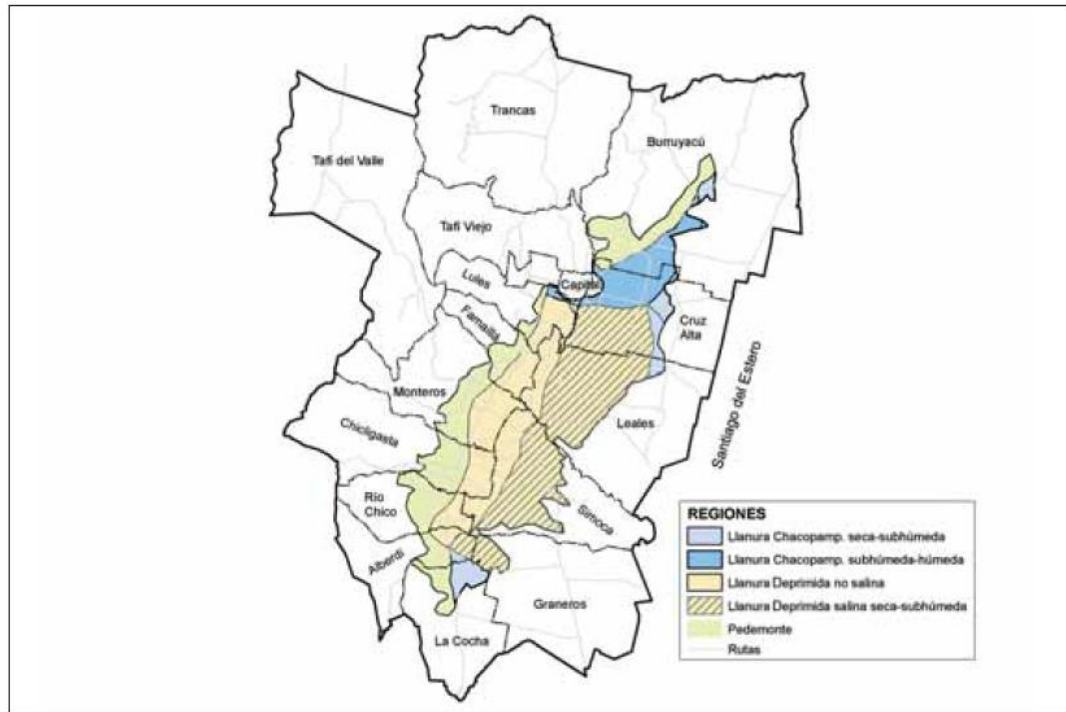 Trancas
Burruyacú
Tafí del Valle
Tafí Viejo
Lules
Capital
Famaillá
Cruz
Alta
Monteros
Leales
Santiago del Estero
Chicligasta
Río
Chico
Simoca
Alberdi
Graneros
La Cocha
REGIONES
Llanura Chacopamp. seca-subhúmeda
Llanura Chacopamp. subhúmeda-húmeda
Llanura Deprimida no salina
Llanura Deprimida salina seca-subhúmeda
Pedemonte
Rutas